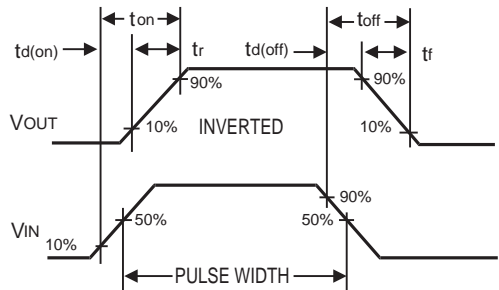 ton toff
td(on) tr td(off) tf
90% 90%
VOUT 10% INVERTED 10%
90%
50% 50%
VIN 10%
PULSE WIDTH